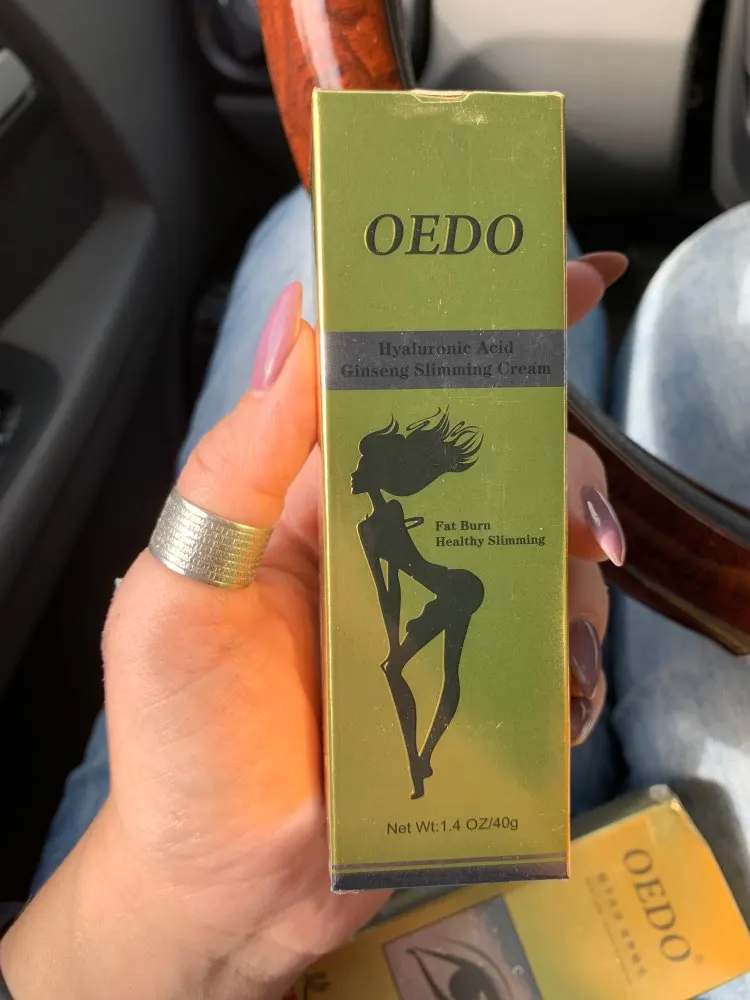 OEDO
Hyaluronic Acid
Ginseng Slimming Cream
Fat Burn
Healthy Slimming
Net Wt:1.4 OZ/40g
OEDO